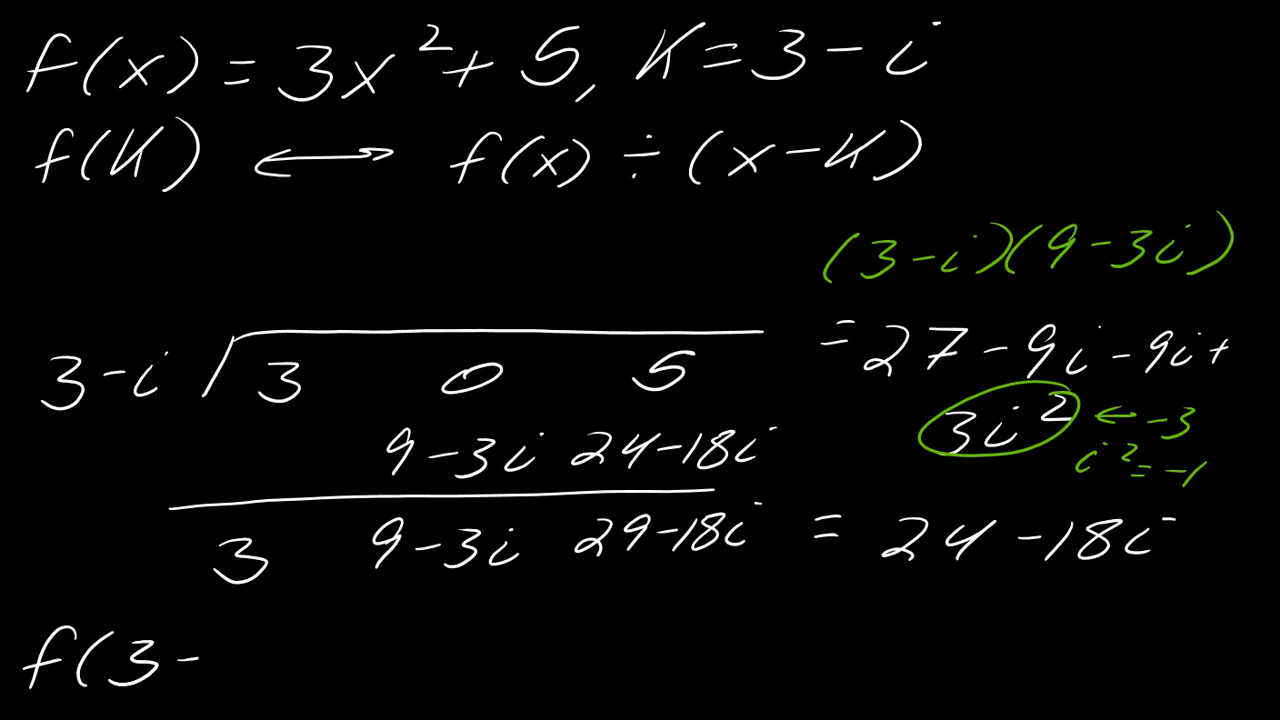 f(x) = 3x² + 5, K = 3 - i
f(K) ⟷ f(x) ÷ (x - K)
(3 - i)(9 - 3i)
= 27 - 9i - 9i +
3 - i 3 0 5
3i² ← -3
i² = -1
9 - 3i 24 - 18i
3 9 - 3i 29 - 18i
= 24 - 18i
f(3 -